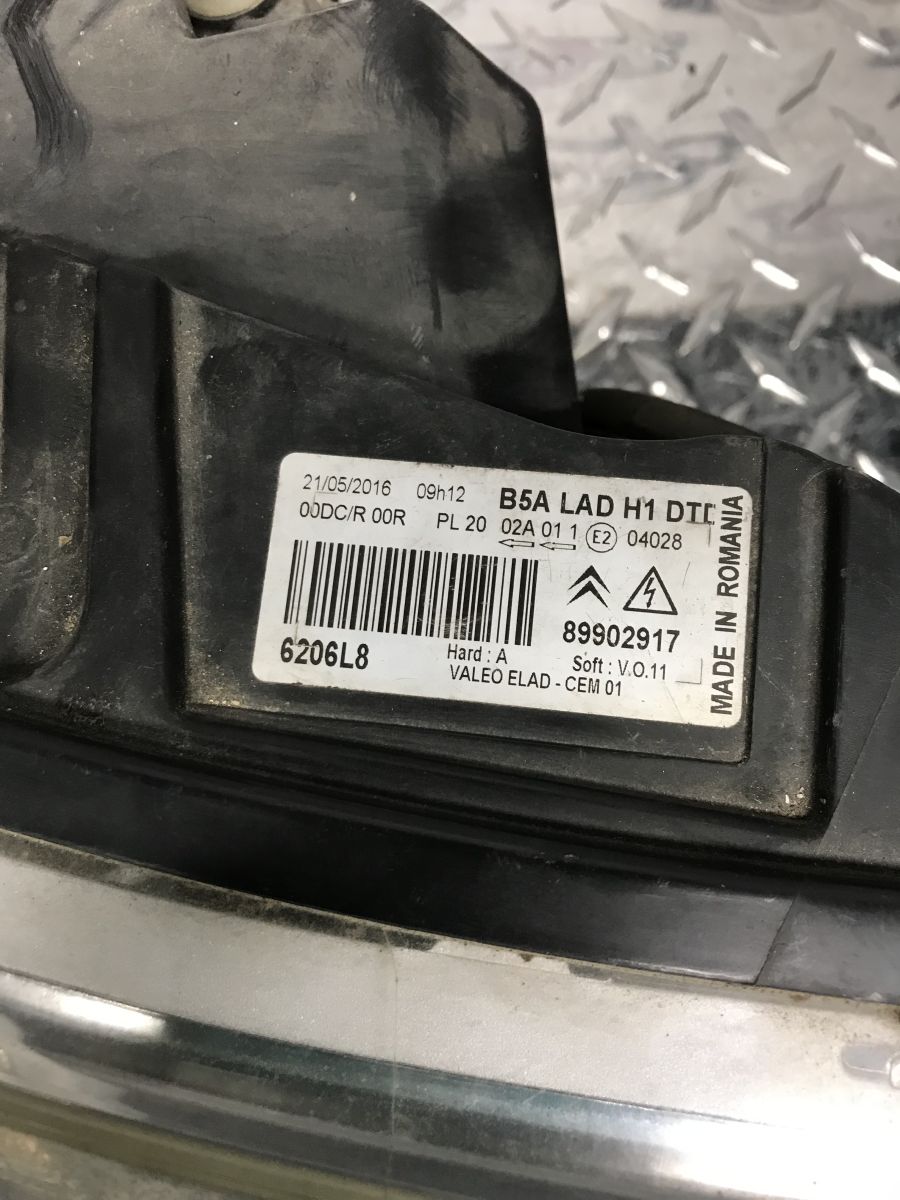 21/05/2016 09h12 B5A LAD H1
00DC/R 00R PL 20 02A 01 1 E2 04028
89902917
6206L8 Hard : A Soft : V.O.11
VALEO ELAD - CEM 01
MADE IN ROMANIA